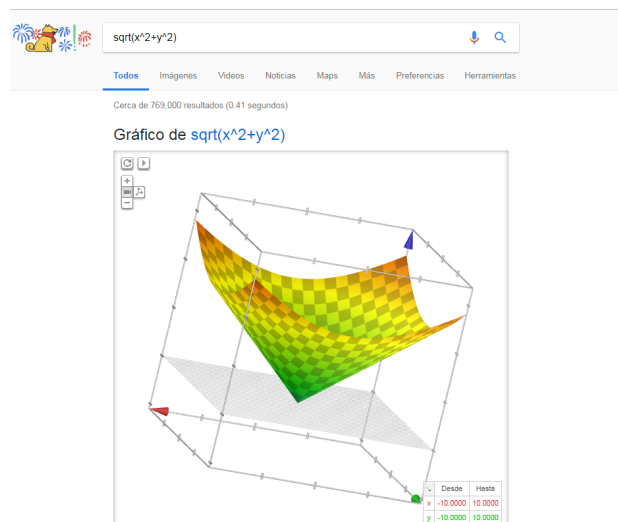 sqrt(x^2+y^2)
Todos Imágenes Videos Noticias Maps Más Preferencias Herramientas
Cerca de 769,000 resultados (0.41 segundos)
Gráfico de sqrt(x^2+y^2)
Desde Hasta
x -10.0000 10.0000
y -10.0000 10.0000